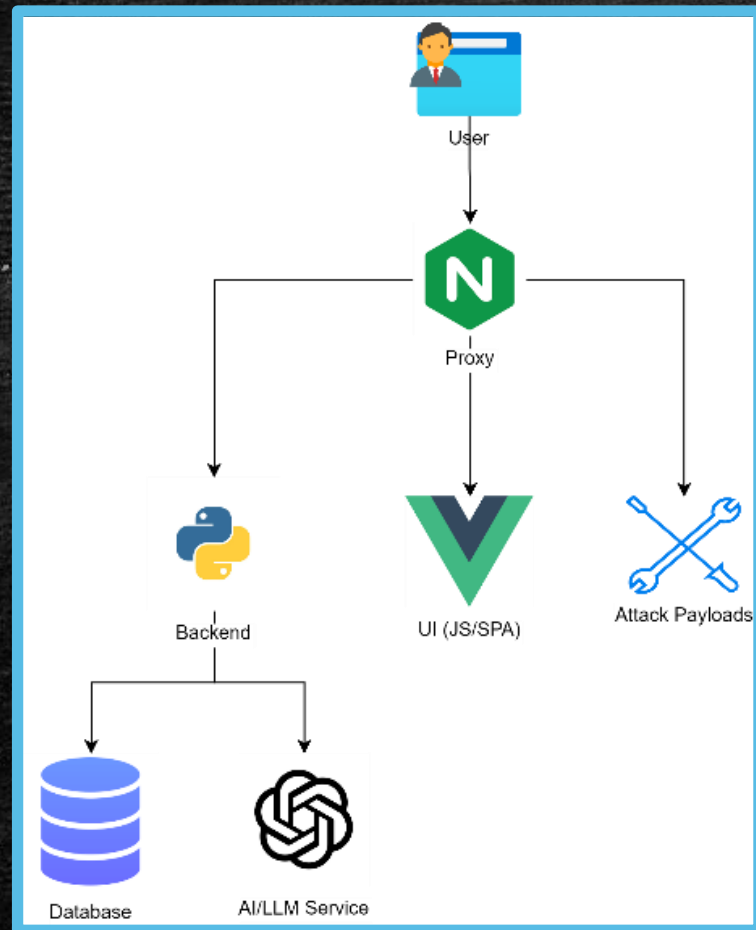 User
N
Proxy
Backend
UI (JS/SPA)
Attack Payloads
Database
AI/LLM Service